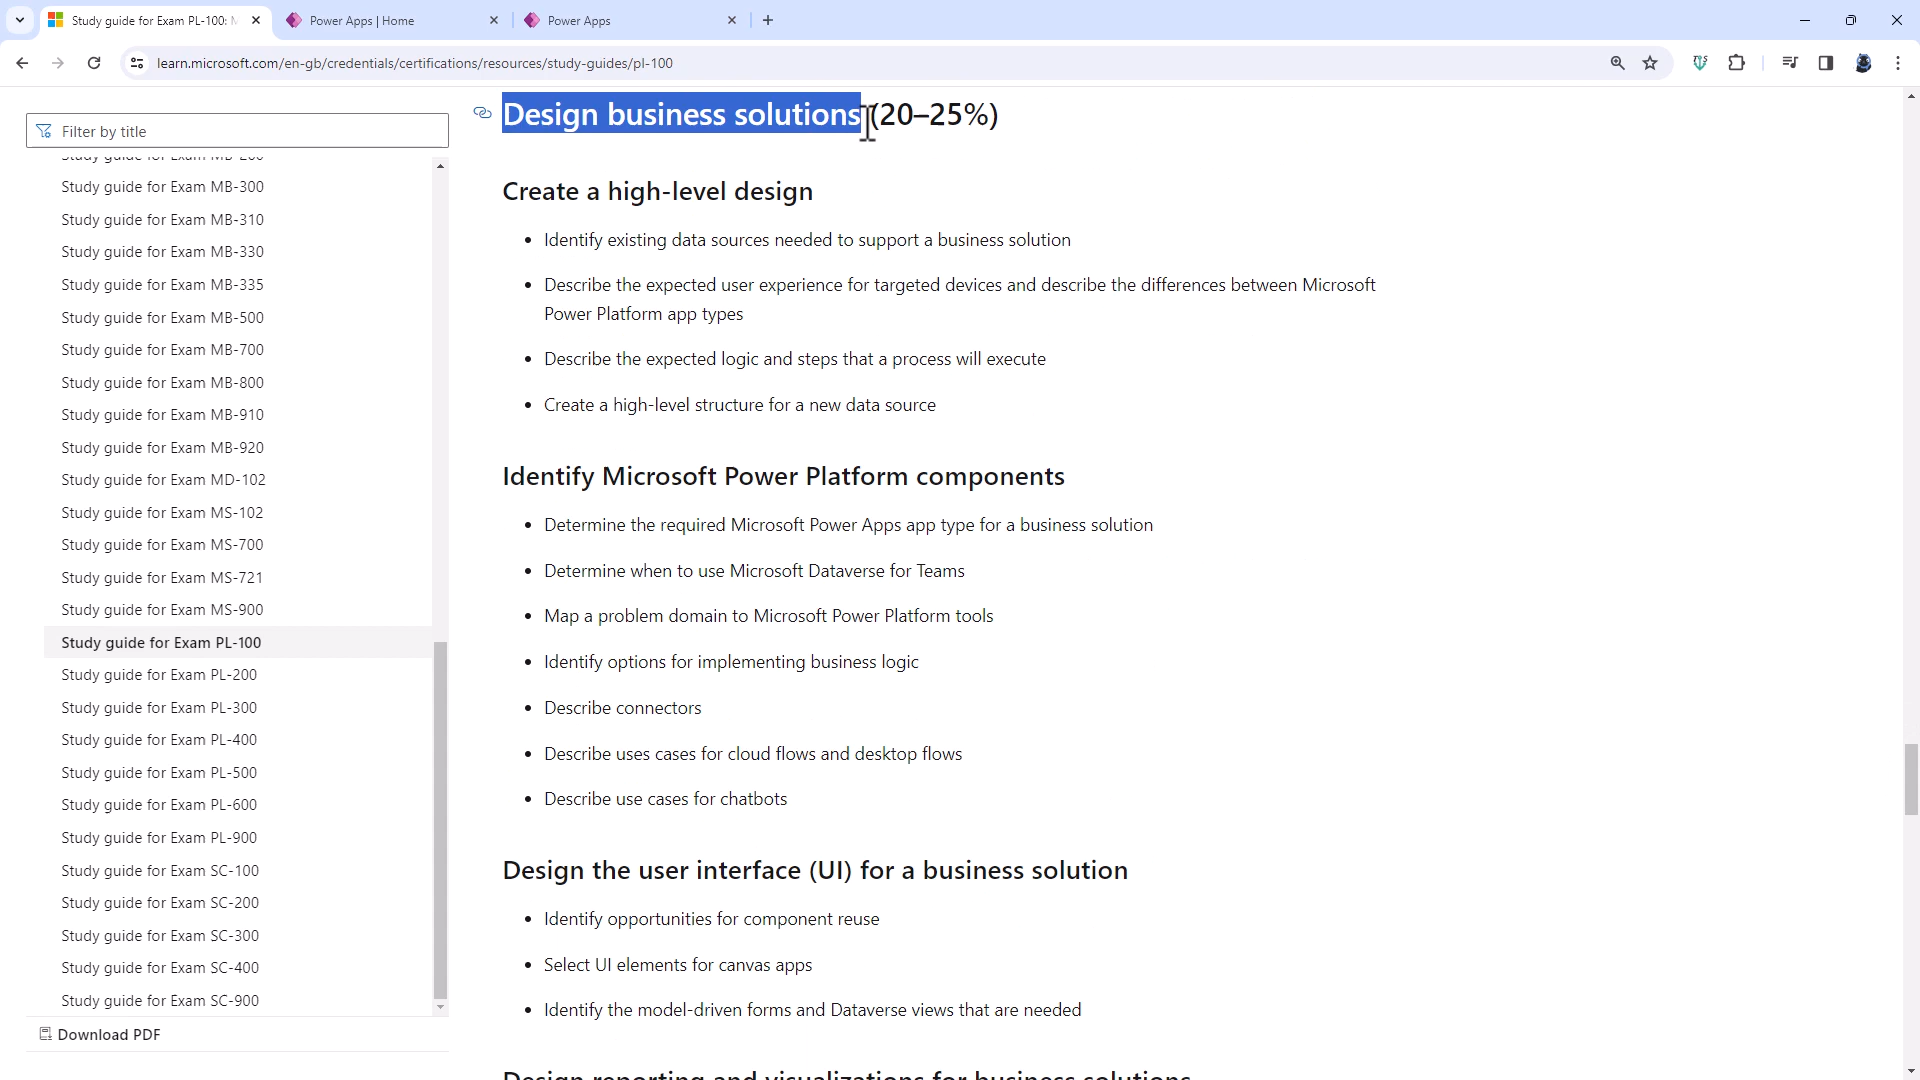 Study guide for Exam PL-100:
Power Apps | Home
Power Apps
learn.microsoft.com/en-gb/credentials/certifications/resources/study-guides/pl-100
Filter by title
Study guide for Exam MB-260
Study guide for Exam MB-300
Study guide for Exam MB-310
Study guide for Exam MB-330
Study guide for Exam MB-335
Study guide for Exam MB-500
Study guide for Exam MB-700
Study guide for Exam MB-800
Study guide for Exam MB-910
Study guide for Exam MB-920
Study guide for Exam MD-102
Study guide for Exam MS-102
Study guide for Exam MS-700
Study guide for Exam MS-721
Study guide for Exam MS-900
Study guide for Exam PL-100
Study guide for Exam PL-200
Study guide for Exam PL-300
Study guide for Exam PL-400
Study guide for Exam PL-500
Study guide for Exam PL-600
Study guide for Exam PL-900
Study guide for Exam SC-100
Study guide for Exam SC-200
Study guide for Exam SC-300
Study guide for Exam SC-400
Study guide for Exam SC-900
Download PDF
Design business solutions (20–25%)
Create a high-level design
• Identify existing data sources needed to support a business solution
• Describe the expected user experience for targeted devices and describe the differences between Microsoft
Power Platform app types
• Describe the expected logic and steps that a process will execute
• Create a high-level structure for a new data source
Identify Microsoft Power Platform components
• Determine the required Microsoft Power Apps app type for a business solution
• Determine when to use Microsoft Dataverse for Teams
• Map a problem domain to Microsoft Power Platform tools
• Identify options for implementing business logic
• Describe connectors
• Describe uses cases for cloud flows and desktop flows
• Describe use cases for chatbots
Design the user interface (UI) for a business solution
• Identify opportunities for component reuse
• Select UI elements for canvas apps
• Identify the model-driven forms and Dataverse views that are needed
Design reporting and visualizations for business solutions